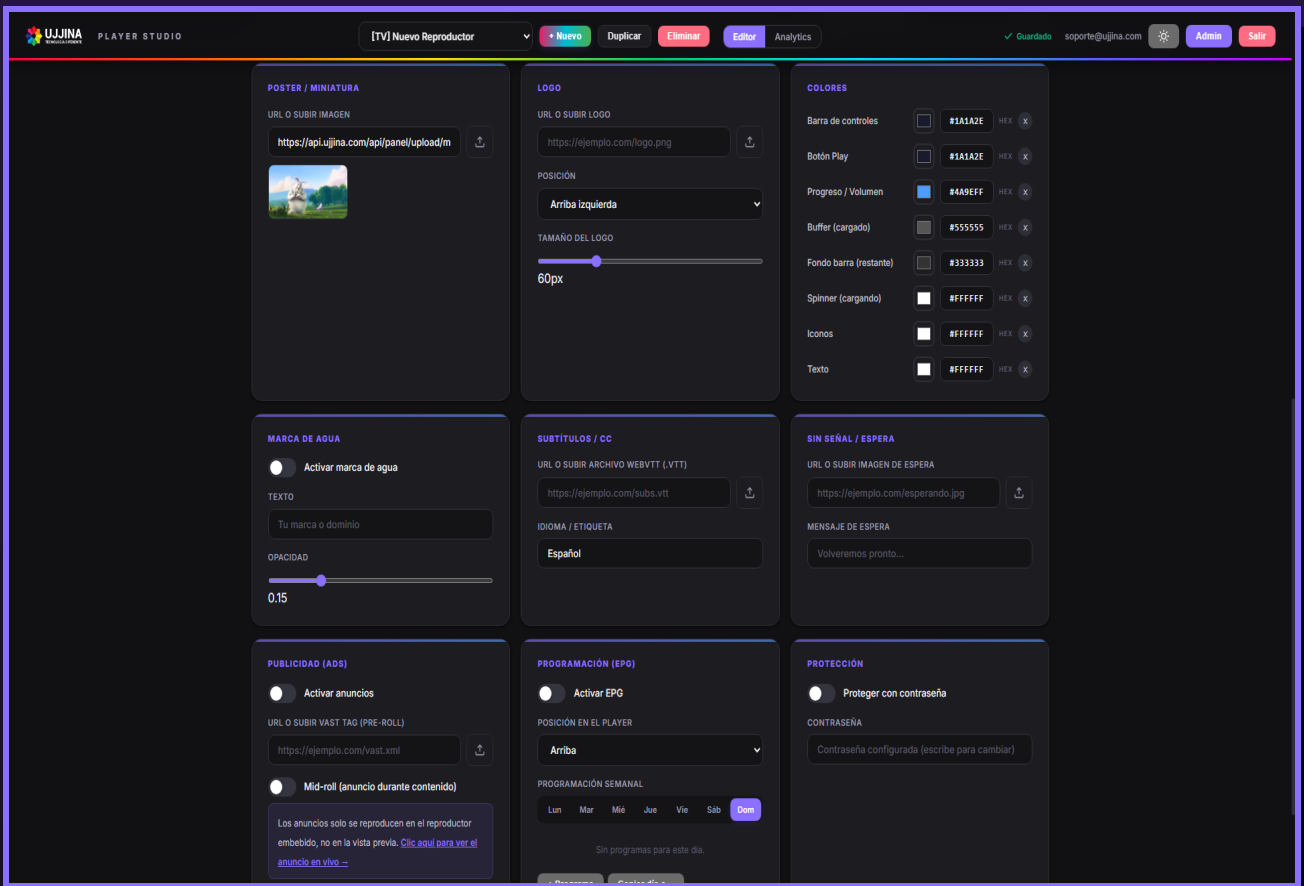 UJJINA
PLAYER STUDIO
[TV] Nuevo Reproductor
+ Nuevo
Duplicar
Eliminar
Editor
Analytics
✓ Guardado
soporte@ujjina.com
Admin
Salir
POSTER / MINIATURA
URL O SUBIR IMAGEN
https://api.ujjina.com/api/panel/upload/m
LOGO
URL O SUBIR LOGO
https://ejemplo.com/logo.png
POSICIÓN
Arriba izquierda
TAMAÑO DEL LOGO
60px
COLORES
Barra de controles #1A1A2E HEX x
Botón Play #1A1A2E HEX x
Progreso / Volumen #4A9EFF HEX x
Buffer (cargado) #555555 HEX x
Fondo barra (restante) #333333 HEX x
Spinner (cargando) #FFFFFF HEX x
Iconos #FFFFFF HEX x
Texto #FFFFFF HEX x
MARCA DE AGUA
Activar marca de agua
TEXTO
Tu marca o dominio
OPACIDAD
0.15
SUBTÍTULOS / CC
URL O SUBIR ARCHIVO WEBVTT (.VTT)
https://ejemplo.com/subs.vtt
IDIOMA / ETIQUETA
Español
SIN SEÑAL / ESPERA
URL O SUBIR IMAGEN DE ESPERA
https://ejemplo.com/esperando.jpg
MENSAJE DE ESPERA
Volveremos pronto...
PUBLICIDAD (ADS)
Activar anuncios
URL O SUBIR VAST TAG (PRE-ROLL)
https://ejemplo.com/vast.xml
Mid-roll (anuncio durante contenido)
Los anuncios solo se reproducen en el reproductor
embebido, no en la vista previa. Clic aquí para ver el
anuncio en vivo →
PROGRAMACIÓN (EPG)
Activar EPG
POSICIÓN EN EL PLAYER
Arriba
PROGRAMACIÓN SEMANAL
Lun Mar Mié Jue Vie Sáb Dom
Sin programas para este día.
+ Programa
Copiar día a
PROTECCIÓN
Proteger con contraseña
CONTRASEÑA
Contraseña configurada (escribe para cambiar)